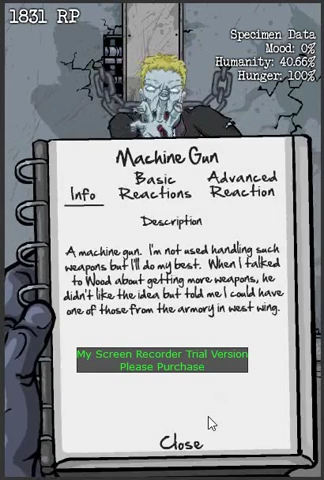 1831 RP
Specimen Data
Mood: 0%
Humanity: 40.66%
Hunger: 100%
Machine Gun
Info
Basic
Reactions
Advanced
Reaction
Description
A machine gun. I'm not used handling such
weapons but I'll do my best. When I talked
to Wood about getting more weapons, he
didn't like the idea but told me I could have
one of those from the armory in west wing.
My Screen Recorder Trial Version
Please Purchase
Close